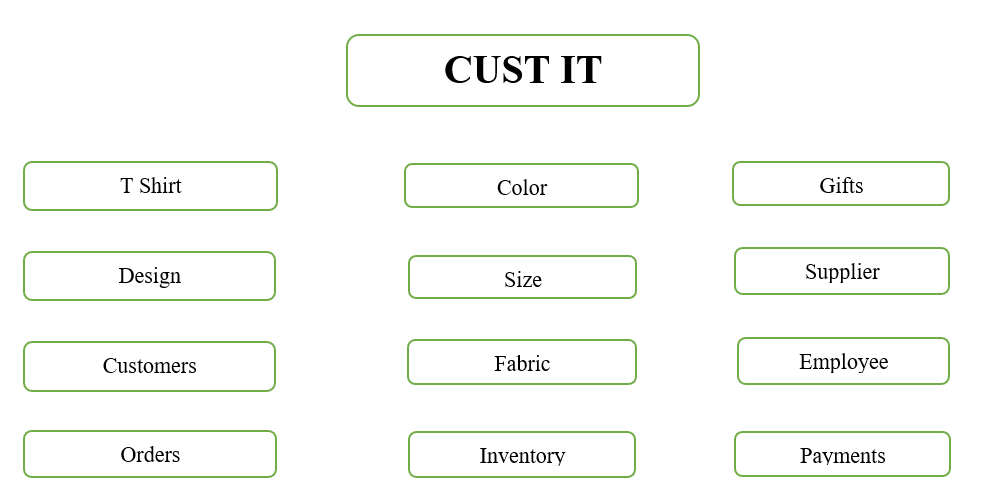 CUST IT
T Shirt
Color
Gifts
Design
Size
Supplier
Customers
Fabric
Employee
Orders
Inventory
Payments